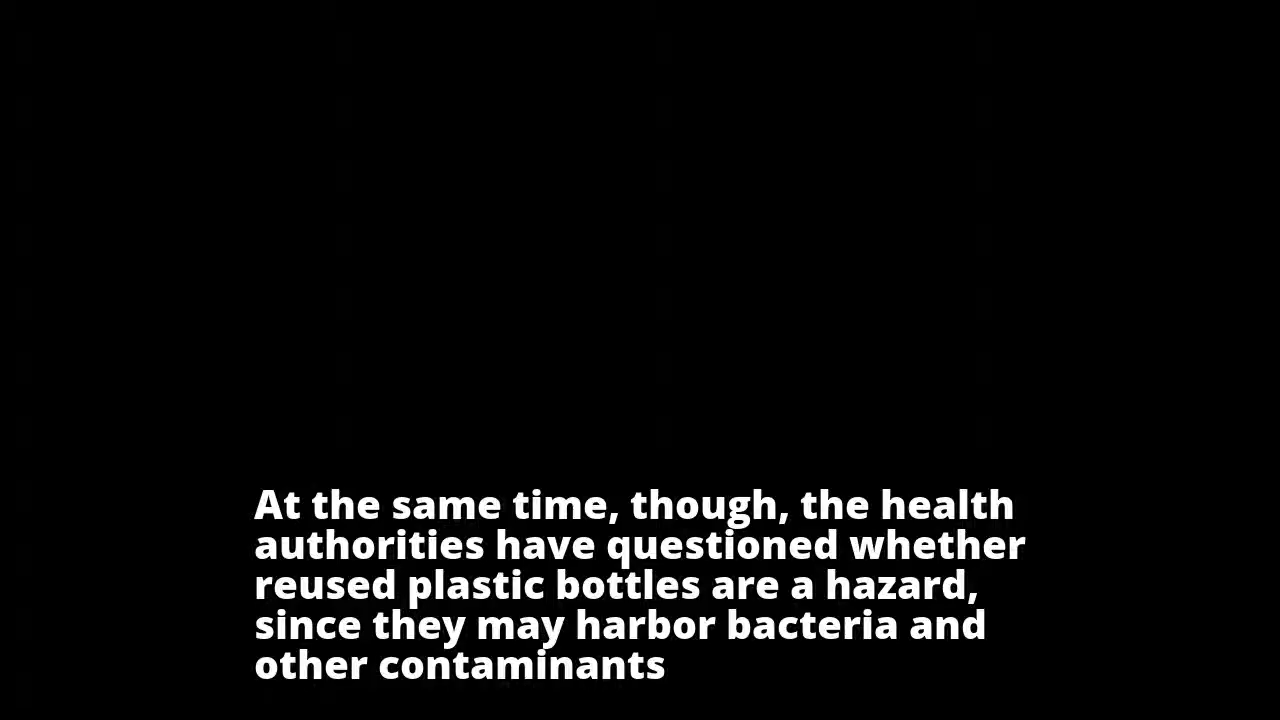 At the same time, though, the health
authorities have questioned whether
reused plastic bottles are a hazard,
since they may harbor bacteria and
other contaminants